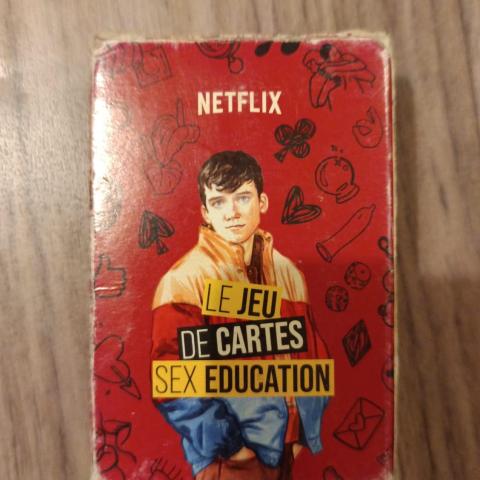 NETFLIX
LE JEU
DE CARTES
SEX EDUCATION